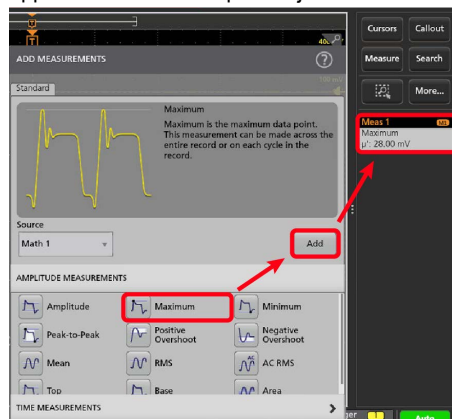 Cursors
Callout
ADD MEASUREMENTS
?
Measure
Search
Standard
More...
Maximum
Maximum is the maximum data point.
This measurement can be made across the
entire record or on each cycle in the
record.
Meas 1
M1
Maximum
µ': 28.00 mV
Source
Math 1
Add
AMPLITUDE MEASUREMENTS
Amplitude
Maximum
Minimum
Peak-to-Peak
Positive
Overshoot
Negative
Overshoot
Mean
RMS
AC RMS
Top
Base
Area
TIME MEASUREMENTS
Auto